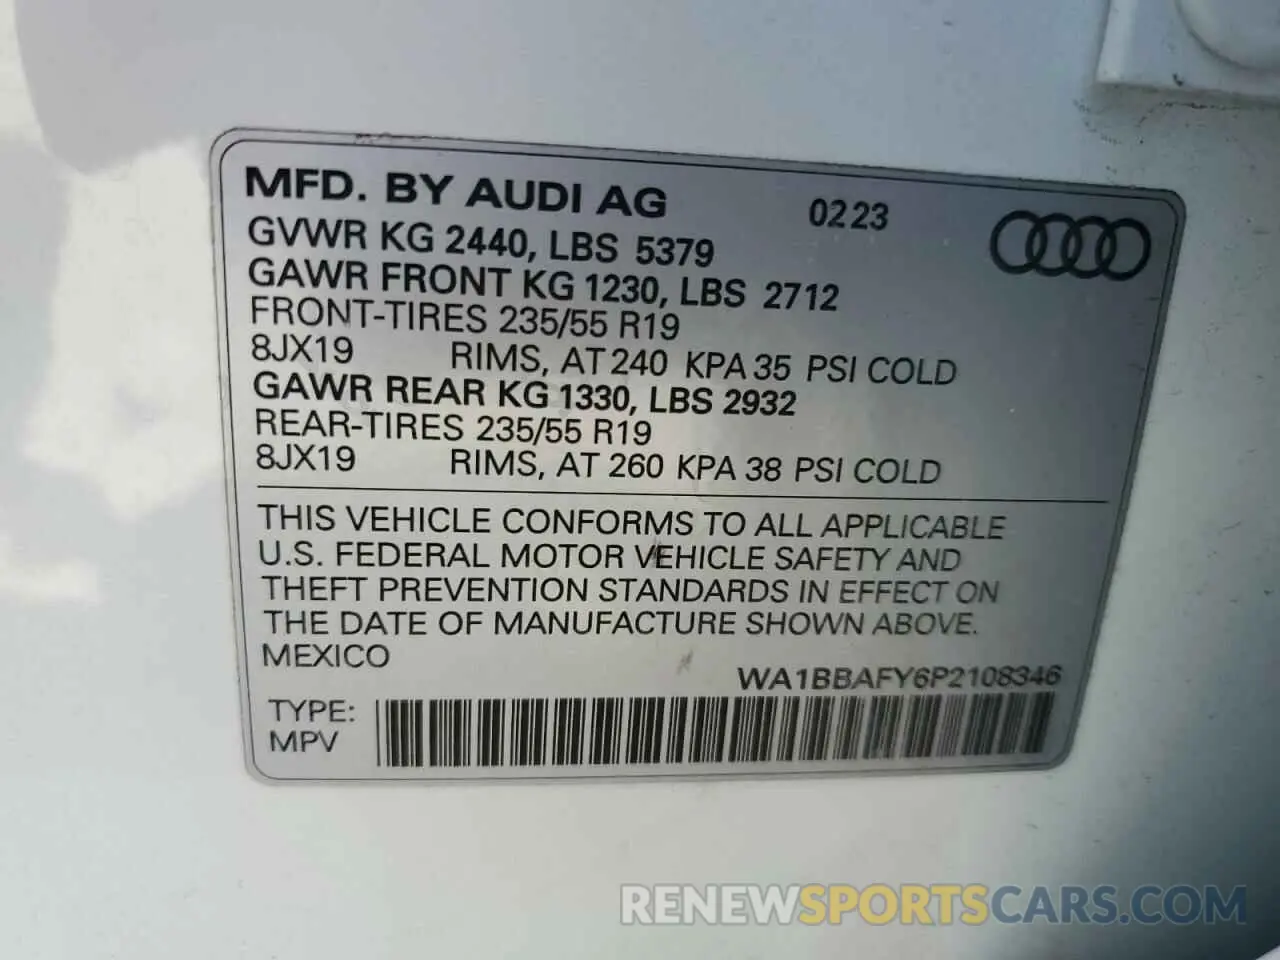 MFD. BY AUDI AG 02 23
GVWR KG 2440, LBS 5379
GAWR FRONT KG 1230, LBS 2712
FRONT-TIRES 235/55 R19
8JX19 RIMS, AT 240 KPA 35 PSI COLD
GAWR REAR KG 1330, LBS 2932
REAR-TIRES 235/55 R19
8JX19 RIMS, AT 260 KPA 38 PSI COLD
THIS VEHICLE CONFORMS TO ALL APPLICABLE
U.S. FEDERAL MOTOR VEHICLE SAFETY AND
THEFT PREVENTION STANDARDS IN EFFECT ON
THE DATE OF MANUFACTURE SHOWN ABOVE.
MEXICO
WA1BBAFY6P2108346
TYPE:
MPV
RENEWSPORTSCARS.COM